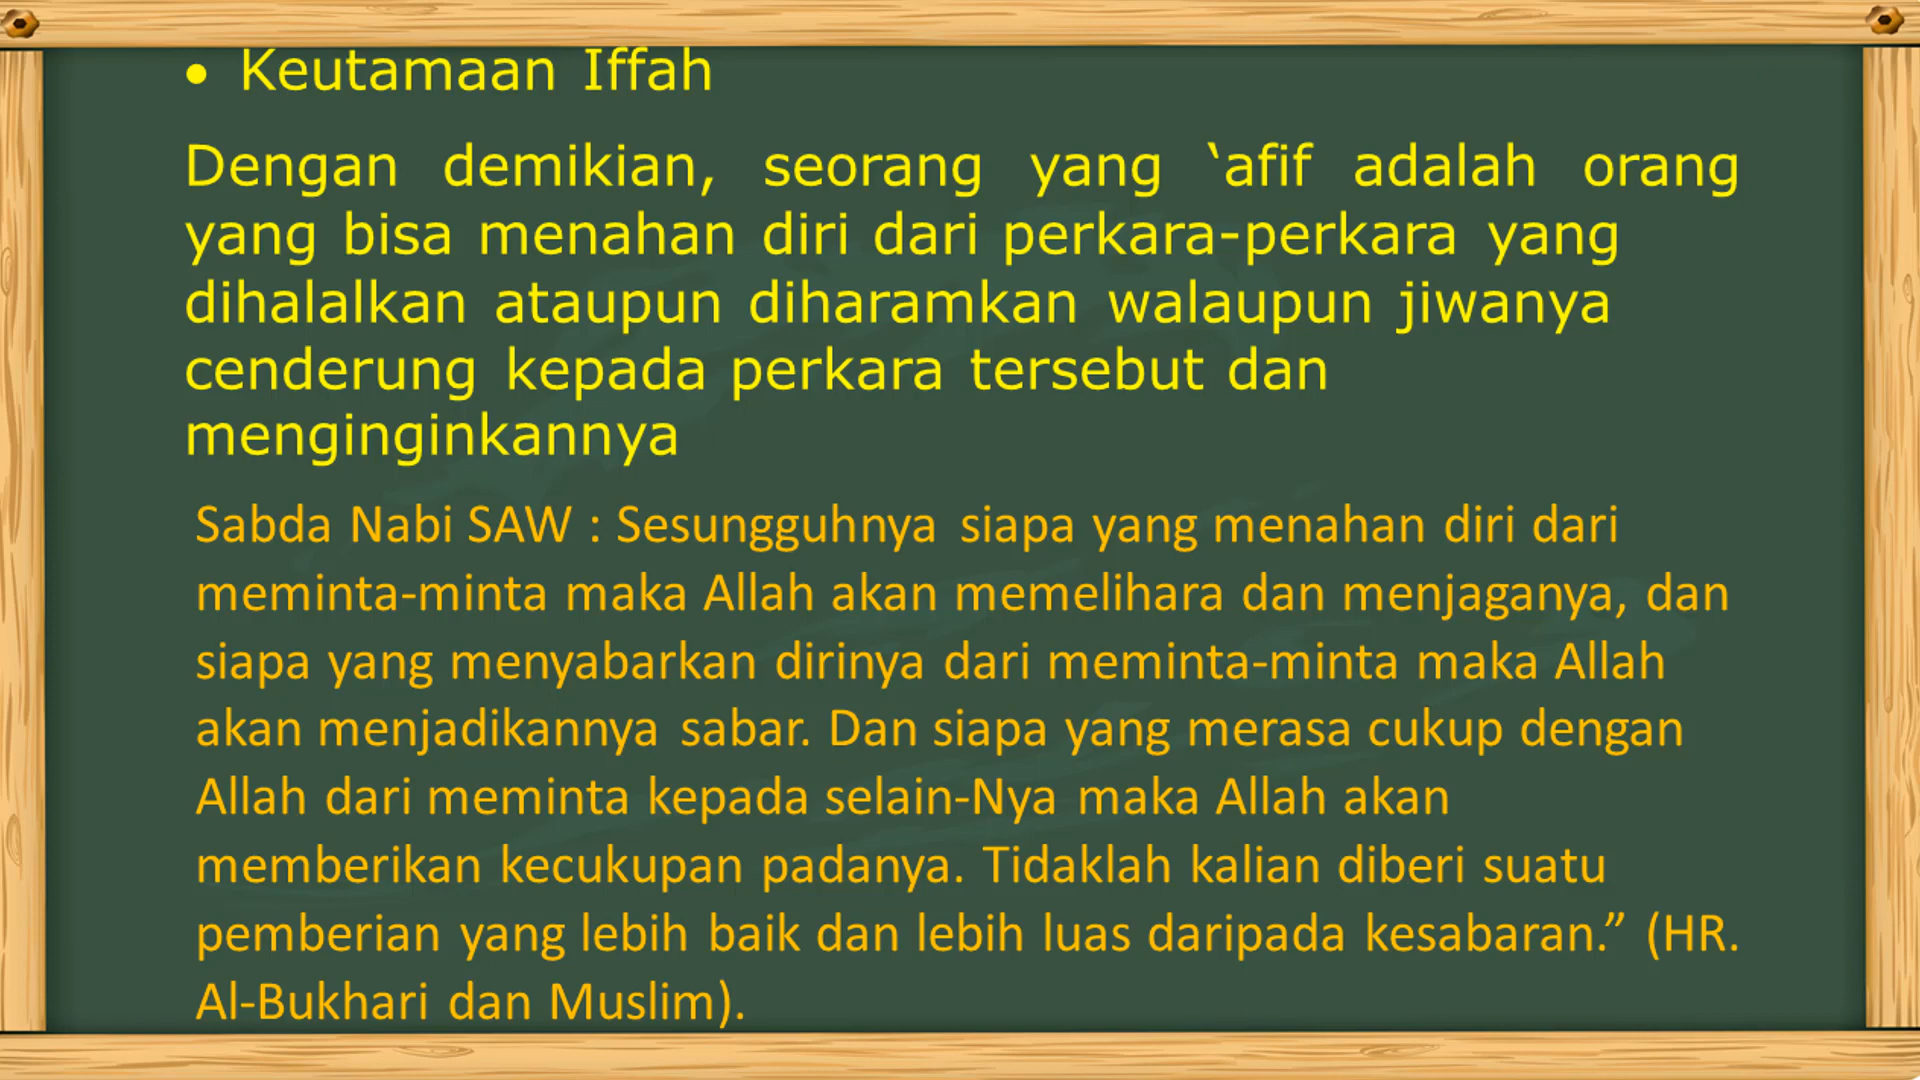 • Keutamaan Iffah
Dengan demikian, seorang yang ‘afif adalah orang
yang bisa menahan diri dari perkara-perkara yang
dihalalkan ataupun diharamkan walaupun jiwanya
cenderung kepada perkara tersebut dan
menginginkannya
Sabda Nabi SAW : Sesungguhnya siapa yang menahan diri dari
meminta-minta maka Allah akan memelihara dan menjaganya, dan
siapa yang menyabarkan dirinya dari meminta-minta maka Allah
akan menjadikannya sabar. Dan siapa yang merasa cukup dengan
Allah dari meminta kepada selain-Nya maka Allah akan
memberikan kecukupan padanya. Tidaklah kalian diberi suatu
pemberian yang lebih baik dan lebih luas daripada kesabaran.” (HR.
Al-Bukhari dan Muslim).